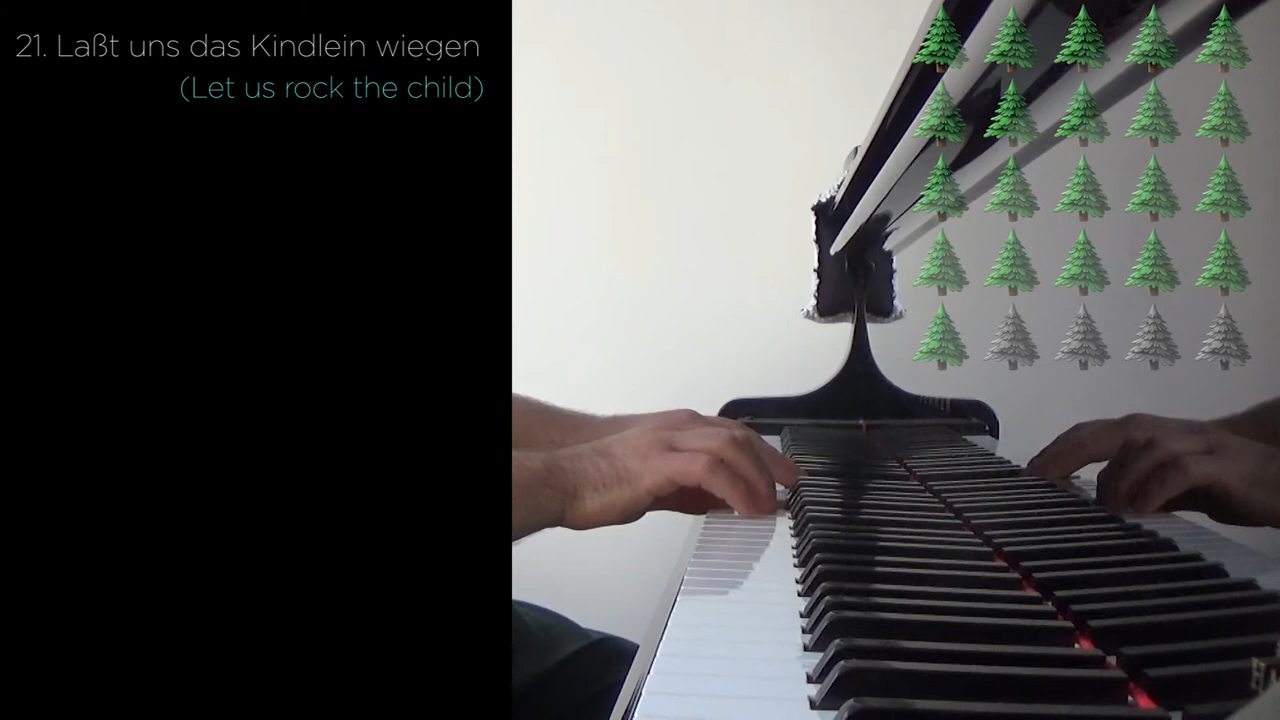 21. Laßt uns das Kindlein wiegen
(Let us rock the child)